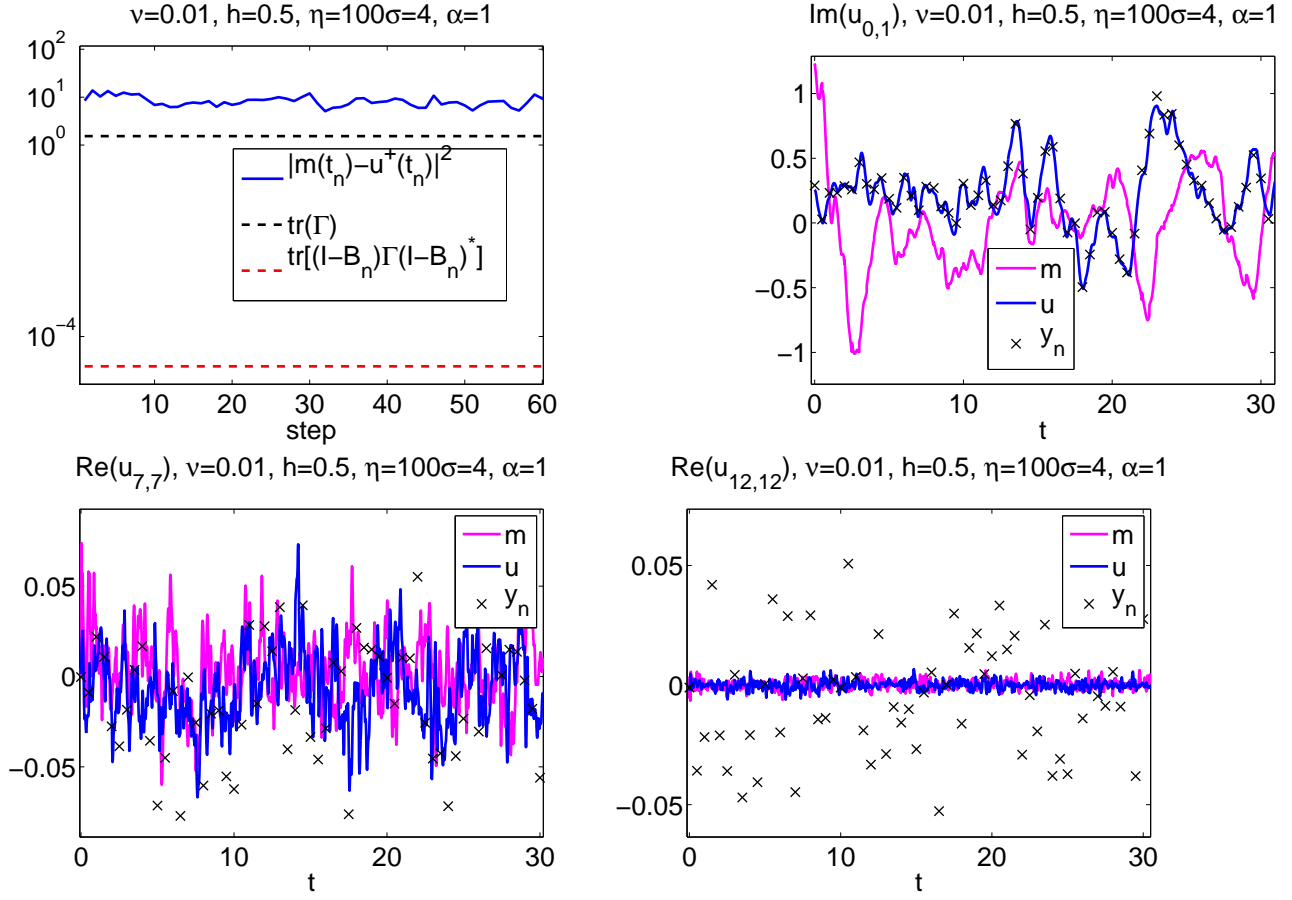 ν=0.01, h=0.5, η=100σ=4, α=1
10^2
10^1
10^0
10^-4
|m(t_n)−u^+(t_n)|^2
tr(Γ)
tr[(I−B_n)Γ(I−B_n)^*]
10 20 30 40 50 60
step
Im(u_{0,1}), ν=0.01, h=0.5, η=100σ=4, α=1
1
0.5
0
−0.5
−1
m
u
y_n
0 10 20 30
t
Re(u_{7,7}), ν=0.01, h=0.5, η=100σ=4, α=1
0.05
0
−0.05
m
u
y_n
0 10 20 30
t
Re(u_{12,12}), ν=0.01, h=0.5, η=100σ=4, α=1
0.05
0
−0.05
m
u
y_n
0 10 20 30
t